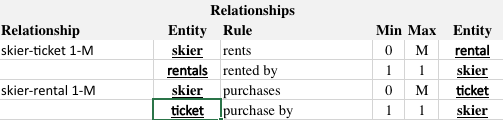 Relationships
Relationship Entity Rule Min Max Entity
skier-ticket 1-M skier rents 0 M rental
rentals rented by 1 1 skier
skier-rental 1-M skier purchases 0 M ticket
ticket purchase by 1 1 skier